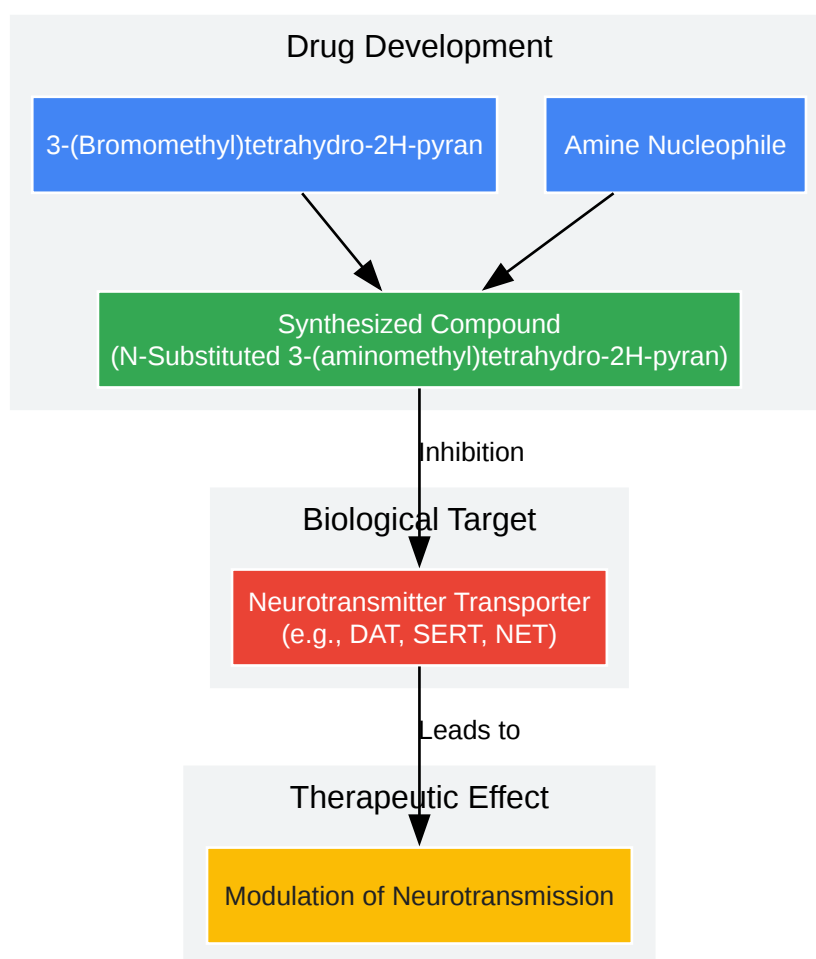 Drug Development
3-(Bromomethyl)tetrahydro-2H-pyran
Amine Nucleophile
Synthesized Compound
(N-Substituted 3-(aminomethyl)tetrahydro-2H-pyran)
Inhibition
Biological Target
Neurotransmitter Transporter
(e.g., DAT, SERT, NET)
Leads to
Therapeutic Effect
Modulation of Neurotransmission